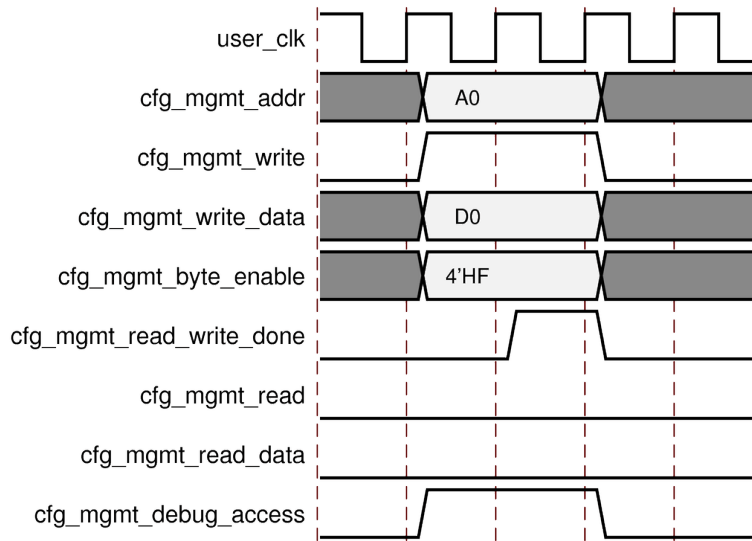 user_clk
cfg_mgmt_addr A0
cfg_mgmt_write
cfg_mgmt_write_data D0
cfg_mgmt_byte_enable 4’HF
cfg_mgmt_read_write_done
cfg_mgmt_read
cfg_mgmt_read_data
cfg_mgmt_debug_access